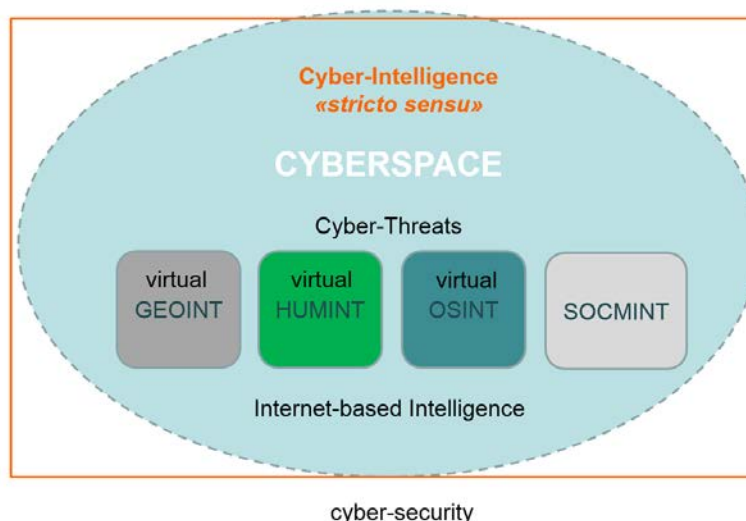 Cyber-Intelligence
«stricto sensu»
CYBERSPACE
Cyber-Threats
virtual
GEOINT
virtual
HUMINT
virtual
OSINT
SOCMINT
Internet-based Intelligence
cyber-security